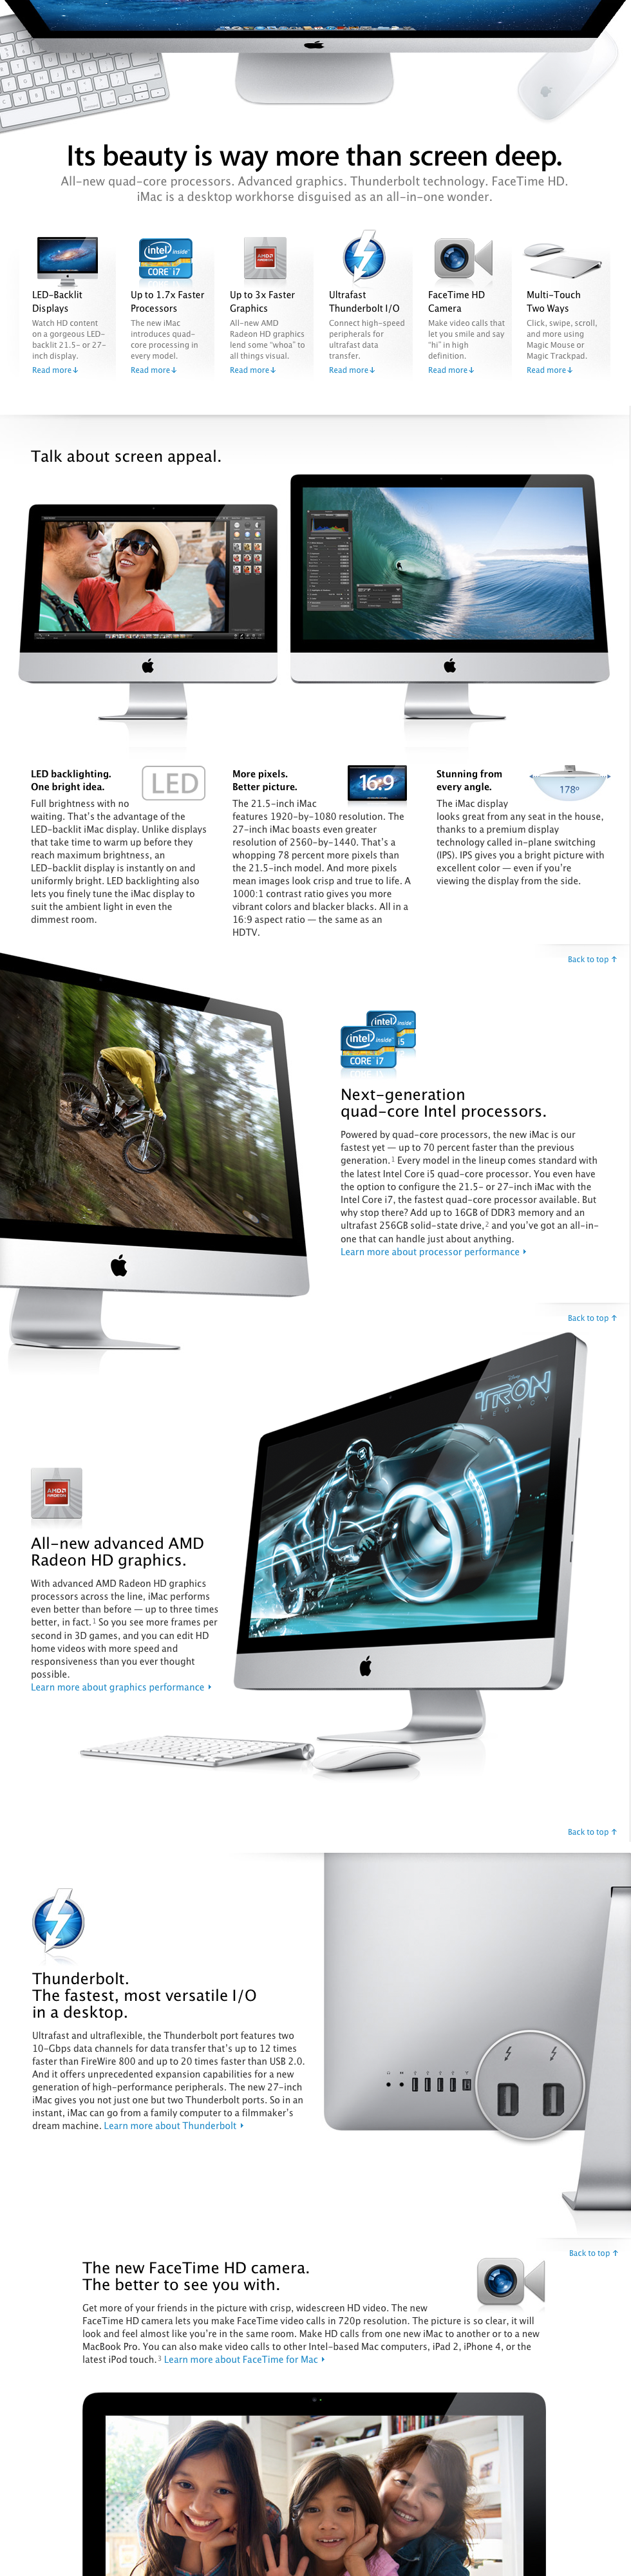 Its beauty is way more than screen deep.
All-new quad-core processors. Advanced graphics. Thunderbolt technology. FaceTime HD.
iMac is a desktop workhorse disguised as an all-in-one wonder.
intel inside™
CORE i7
AMD
RADEON
LED-Backlit
Displays
Watch HD content
on a gorgeous LED-
backlit 21.5- or 27-
inch display.
Read more
Up to 1.7x Faster
Processors
The new iMac
introduces quad-
core processing in
every model.
Read more
Up to 3x Faster
Graphics
All-new AMD
Radeon HD graphics
lend some “whoa” to
all things visual.
Read more
Ultrafast
Thunderbolt I/O
Connect high-speed
peripherals for
ultrafast data
transfer.
Read more
FaceTime HD
Camera
Make video calls that
let you smile and say
“hi” in high
definition.
Read more
Multi-Touch
Two Ways
Click, swipe, scroll,
and more using
Magic Mouse or
Magic Trackpad.
Read more
Talk about screen appeal.
LED backlighting.
One bright idea.
LED
Full brightness with no
waiting. That’s the advantage of the
LED-backlit iMac display. Unlike displays
that take time to warm up before they
reach maximum brightness, an
LED-backlit display is instantly on and
uniformly bright. LED backlighting also
lets you finely tune the iMac display to
suit the ambient light in even the
dimmest room.
More pixels.
Better picture.
16:9
The 21.5-inch iMac
features 1920-by-1080 resolution. The
27-inch iMac boasts even greater
resolution of 2560-by-1440. That’s a
whopping 78 percent more pixels than
the 21.5-inch model. And more pixels
mean images look crisp and true to life. A
1000:1 contrast ratio gives you more
vibrant colors and blacker blacks. All in a
16:9 aspect ratio — the same as an
HDTV.
Stunning from
every angle.
178°
The iMac display
looks great from any seat in the house,
thanks to a premium display
technology called in-plane switching
(IPS). IPS gives you a bright picture with
excellent color — even if you’re
viewing the display from the side.
Back to top
intel inside™
i5
intel inside™
CORE i7
Next-generation
quad-core Intel processors.
Powered by quad-core processors, the new iMac is our
fastest yet — up to 70 percent faster than the previous
generation.1 Every model in the lineup comes standard with
the latest Intel Core i5 quad-core processor. You even have
the option to configure the 21.5- or 27-inch iMac with the
Intel Core i7, the fastest quad-core processor available. But
why stop there? Add up to 16GB of DDR3 memory and an
ultrafast 256GB solid-state drive,2 and you’ve got an all-in-
one that can handle just about anything.
Learn more about processor performance
Back to top
Disney
TRON
LEGACY
AMD
RADEON
All-new advanced AMD
Radeon HD graphics.
With advanced AMD Radeon HD graphics
processors across the line, iMac performs
even better than before — up to three times
better, in fact.1 So you see more frames per
second in 3D games, and you can edit HD
home videos with more speed and
responsiveness than you ever thought
possible.
Learn more about graphics performance
Back to top
Thunderbolt.
The fastest, most versatile I/O
in a desktop.
Ultrafast and ultraflexible, the Thunderbolt port features two
10-Gbps data channels for data transfer that’s up to 12 times
faster than FireWire 800 and up to 20 times faster than USB 2.0.
And it offers unprecedented expansion capabilities for a new
generation of high-performance peripherals. The new 27-inch
iMac gives you not just one but two Thunderbolt ports. So in an
instant, iMac can go from a family computer to a filmmaker’s
dream machine. Learn more about Thunderbolt
Back to top
The new FaceTime HD camera.
The better to see you with.
Get more of your friends in the picture with crisp, widescreen HD video. The new
FaceTime HD camera lets you make FaceTime video calls in 720p resolution. The picture is so clear, it will
look and feel almost like you’re in the same room. Make HD calls from one new iMac to another or to a new
MacBook Pro. You can also make video calls to other Intel-based Mac computers, iPad 2, iPhone 4, or the
latest iPod touch.3 Learn more about FaceTime for Mac